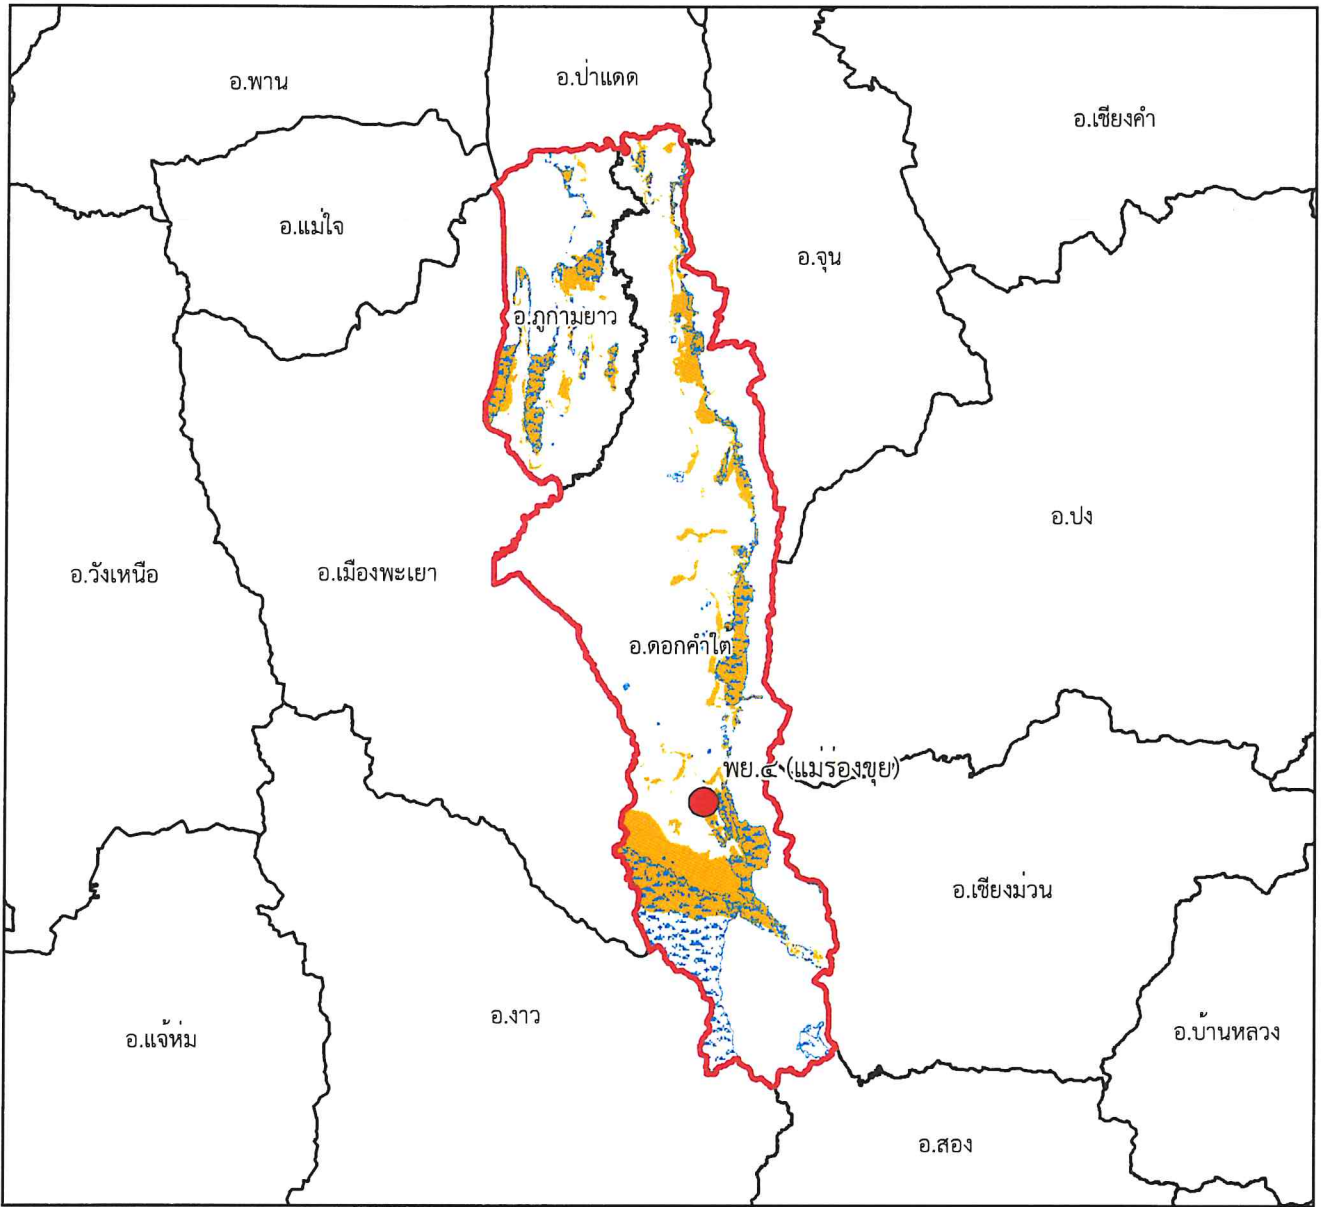 อ.พาน
อ.ป่าแดด
อ.เชียงคำ
อ.แม่ใจ
อ.จุน
อ.ภูกามยาว
อ.ปง
อ.วังเหนือ
อ.เมืองพะเยา
อ.ดอกคำใต้
พย.๔ (แม่ร่องขุย)
อ.เชียงม่วน
อ.งาว
อ.แจ้ห่ม
อ.บ้านหลวง
อ.สอง